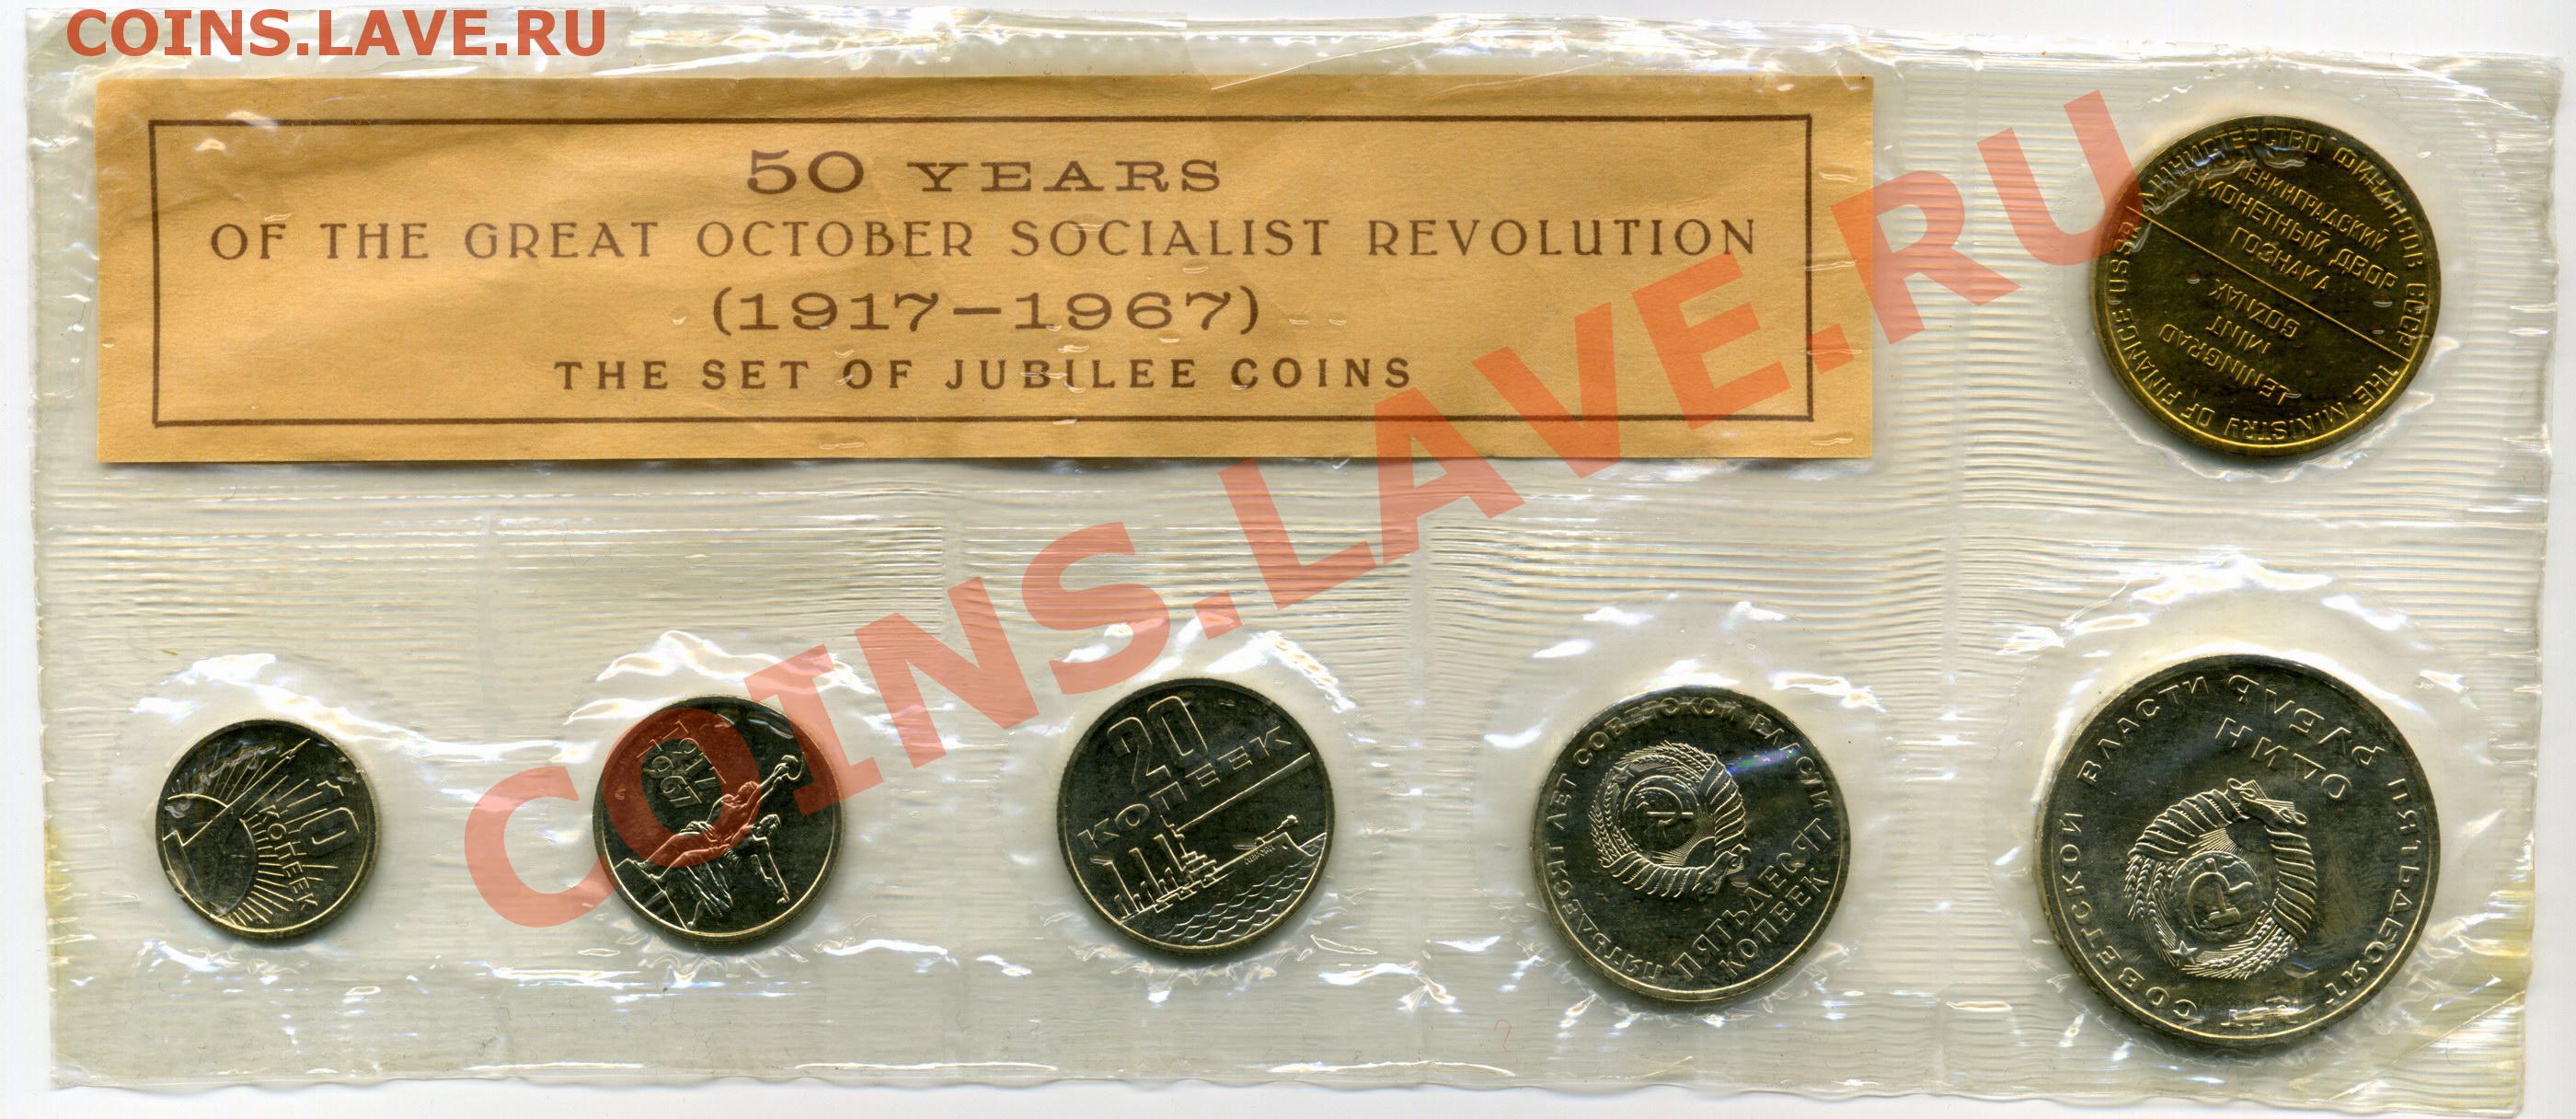 COINS.LAVE.RU
50 YEARS
OF THE GREAT OCTOBER SOCIALIST REVOLUTION
(1917–1967)
THE SET OF JUBILEE COINS
МИНИСТЕРСТВО ФИНАНСОВ СССР
ЛЕНИНГРАДСКИЙ
МОНЕТНЫЙ ДВОР
ГОЗНАКА
THE MINISTRY OF FINANCE USSR
LENINGRAD
MINT
GOZNAK
COINS.LAVE.RU
10
КОПЕЕК
1917
1967
20
КОПЕЕК
АВРОРА
ПЯТЬДЕСЯТ ЛЕТ СОВЕТСКОЙ ВЛАСТИ
ПЯТЬДЕСЯТ
КОПЕЕК
ПЯТЬДЕСЯТ ЛЕТ СОВЕТСКОЙ ВЛАСТИ
ОДИН
РУБЛЬ